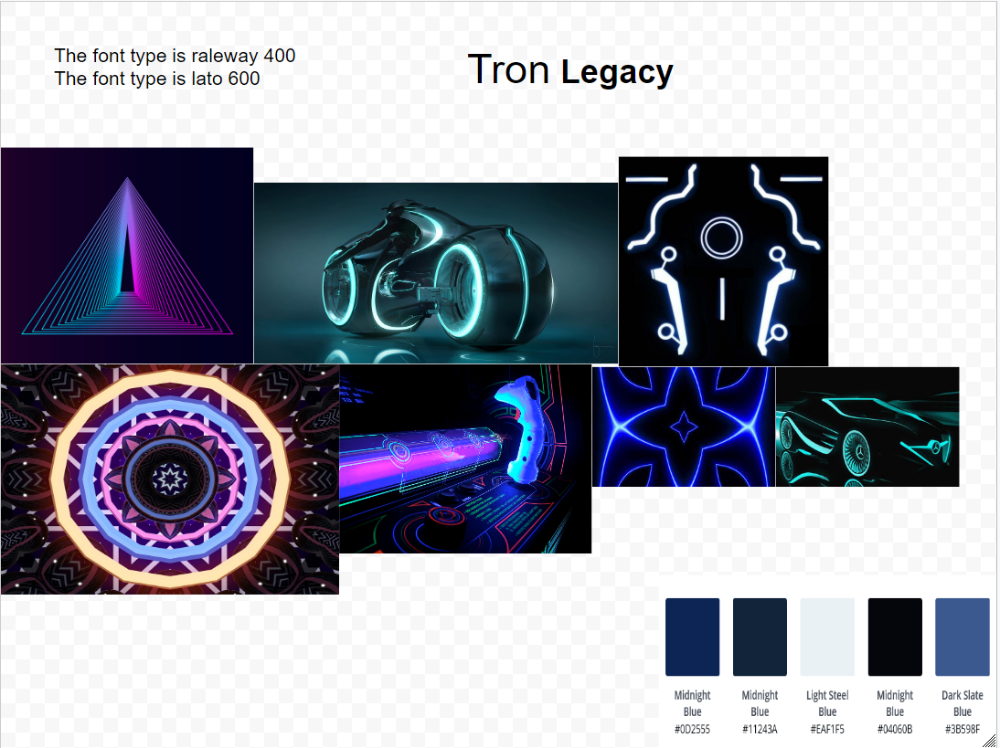 The font type is raleway 400
The font type is lato 600
Tron Legacy
Midnight
Blue
#0D2555
Midnight
Blue
#11243A
Light Steel
Blue
#EAF1F5
Midnight
Blue
#04060B
Dark Slate
Blue
#3B598F